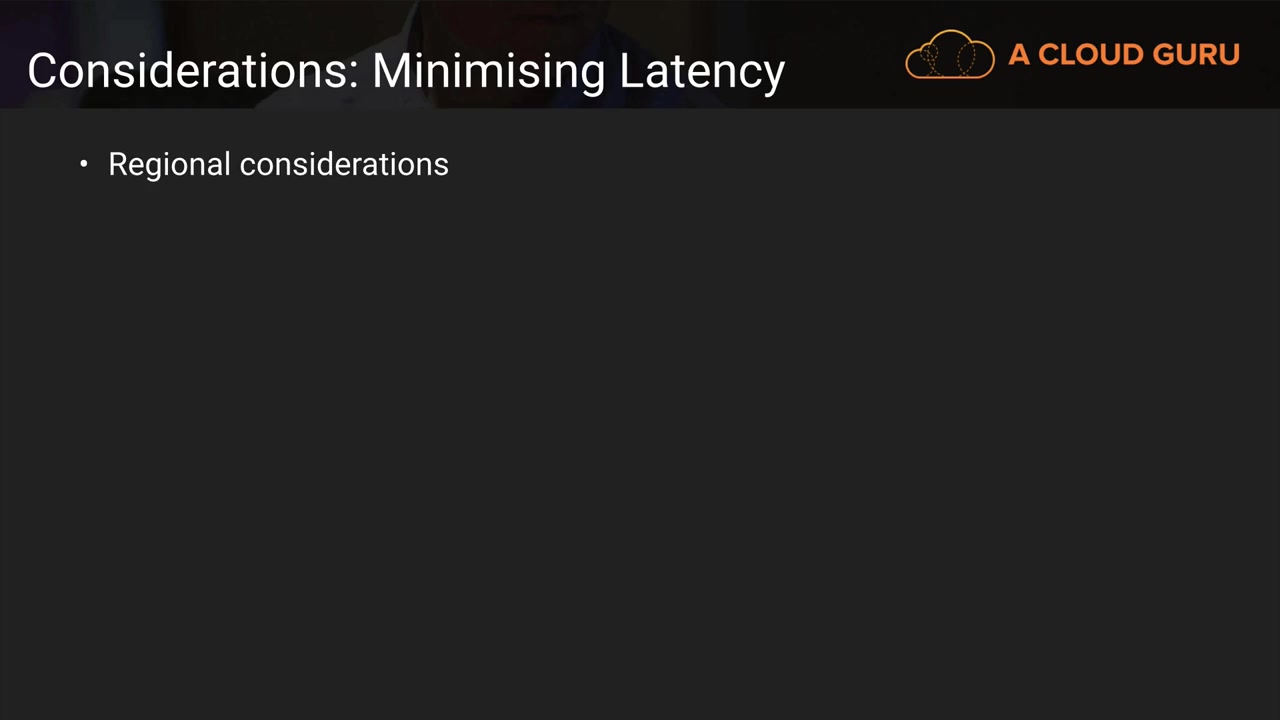 Considerations: Minimising Latency
A CLOUD GURU
• Regional considerations